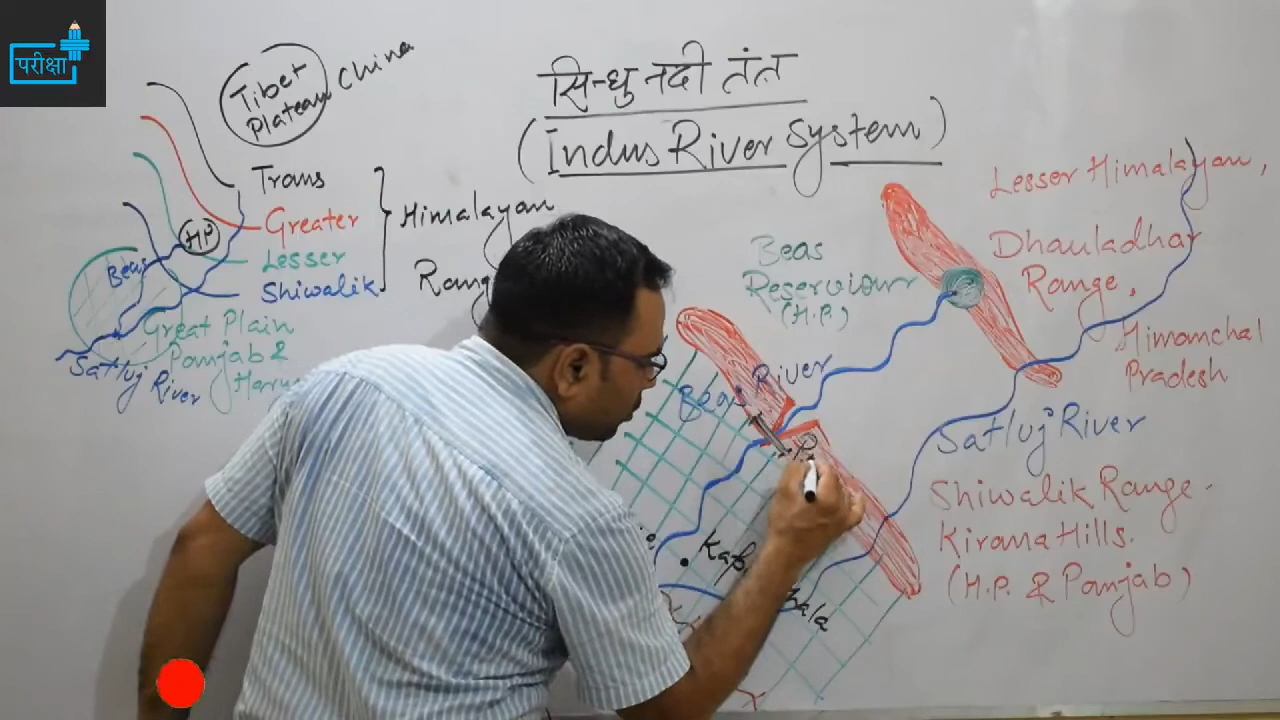 परीक्षा
Tibet
Plateau China
सिन्धु नदी तंत्र
(Indus River System)
Trans
Greater
Lesser
Shiwalik
Himalayan
HP
Beas
Great Plain
Panjab &
Satluj River
Beas
Reserviour
(H.P.)
Beas River
Lesser Himalayan,
Dhauladhar
Range,
Himanchal
Pradesh
Satluj River
Shiwalik Range.
Kirana Hills.
(H.P. & Panjab)